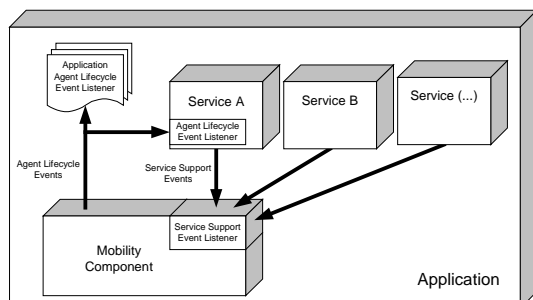 Application
Agent Lifecycle
Event Listener
Service A
Agent Lifecycle
Event Listener
Service B
Service (...)
Agent Lifecycle
Events
Service Support
Events
Service Support
Event Listener
Mobility
Component
Application